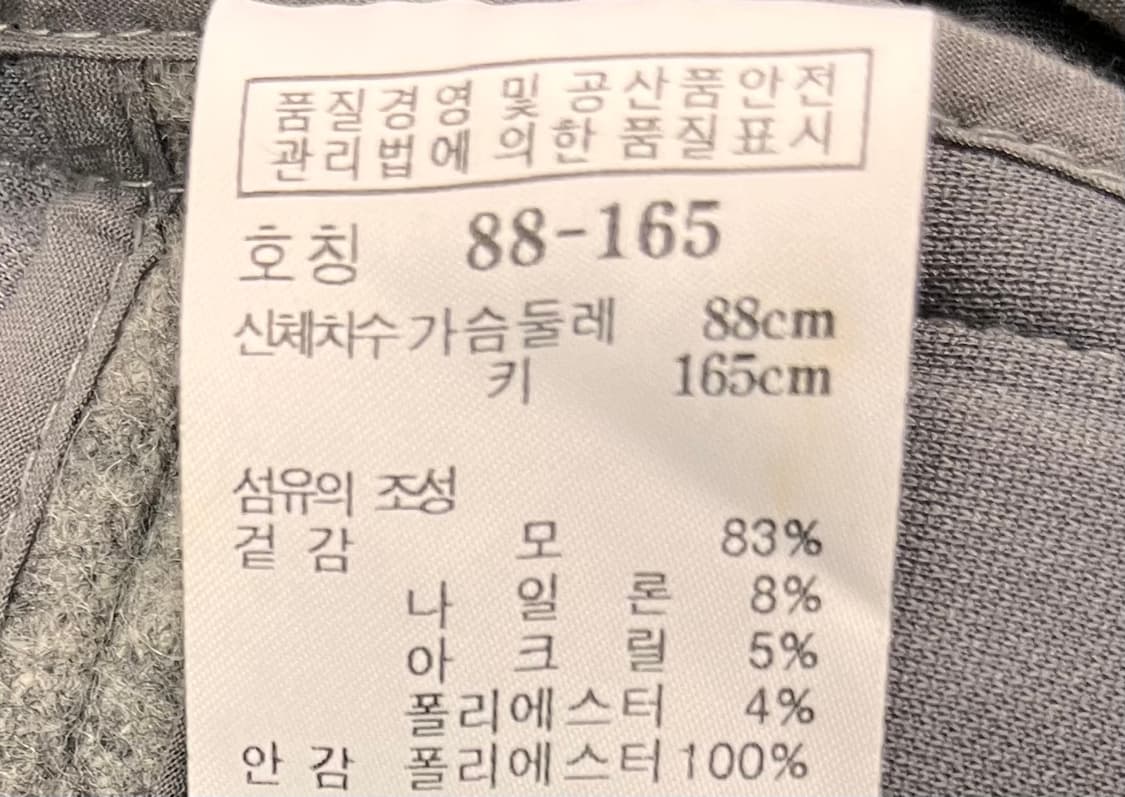 품질경영 및 공산품안전
관리법에 의한 품질표시
호칭 88-165
신체차수 가슴둘레 88cm
키 165cm
섬유의 조성
겉감 모 83%
나일론 8%
아크릴 5%
폴리에스터 4%
안감 폴리에스터 100%